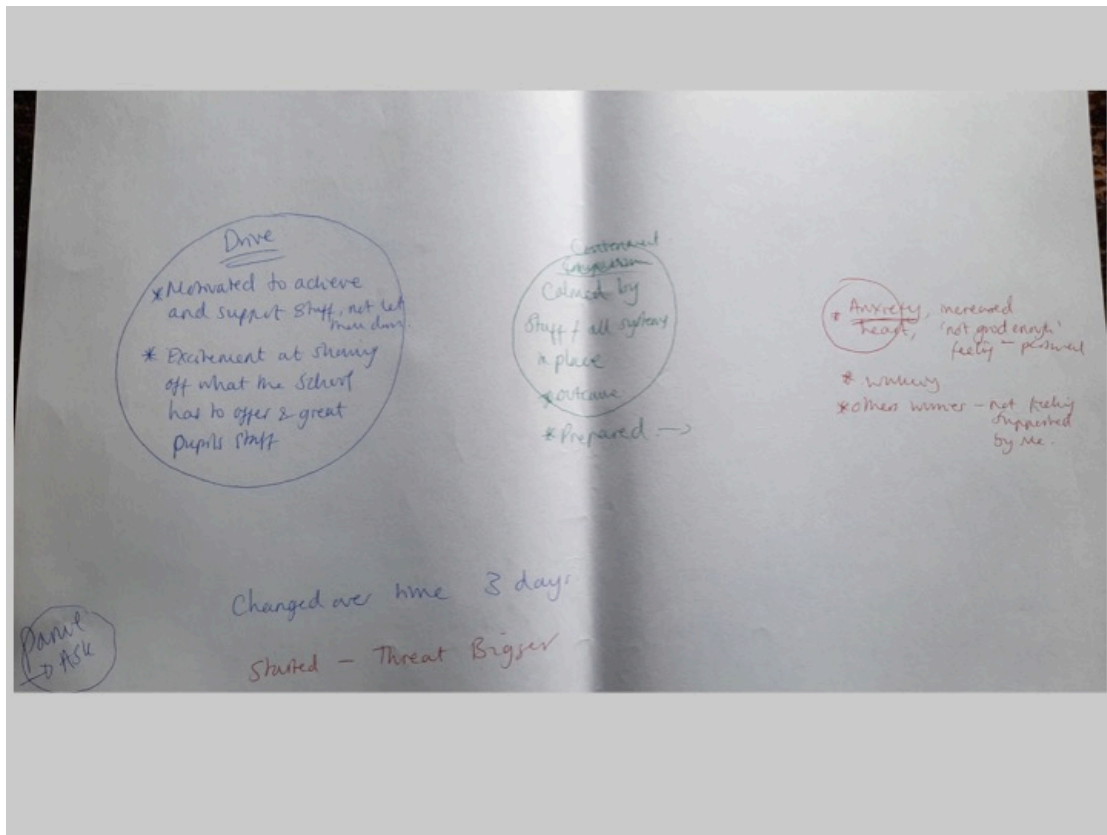 Drive
*Motivated to achieve
and support Staff, not let
them down.
* Excitement at showing
off what the School
has to offer & great
pupils staff
Contentment
Calmed by
Staff & all systems
in place
*outcome
*Prepared →
* Anxiety, increased
heart, 'not good enough'
feeling -
*
*others worries - not feeling
supported
by me.
Changed over time 3 days
Started - Threat Bigger
to ASK